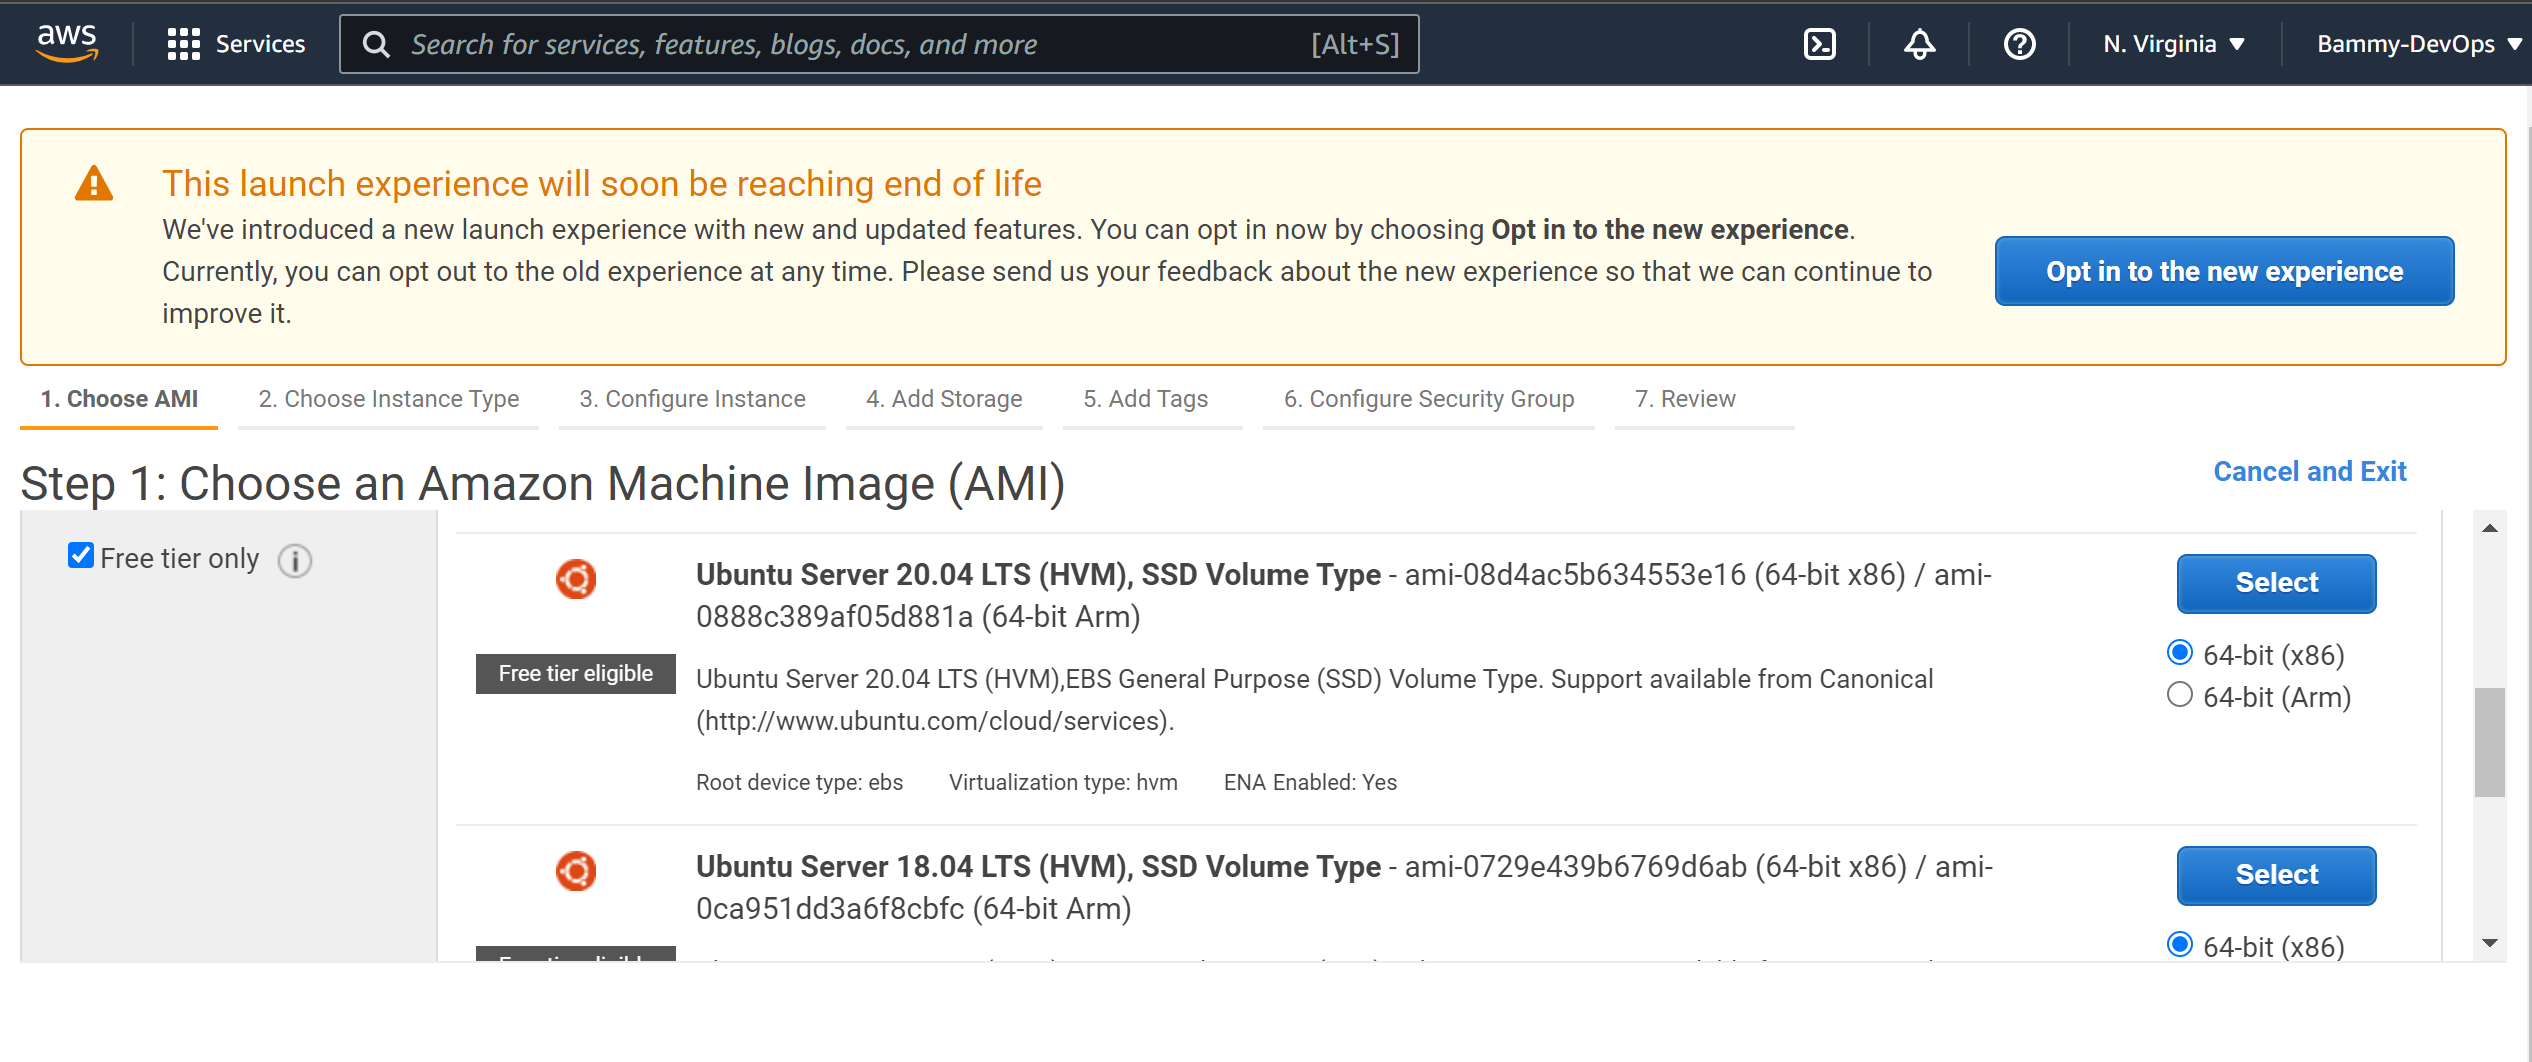 aws
Services
Search for services, features, blogs, docs, and more
[Alt+S]
N. Virginia
Bammy-DevOps
This launch experience will soon be reaching end of life
We've introduced a new launch experience with new and updated features. You can opt in now by choosing Opt in to the new experience.
Currently, you can opt out to the old experience at any time. Please send us your feedback about the new experience so that we can continue to
improve it.
Opt in to the new experience
1. Choose AMI
2. Choose Instance Type
3. Configure Instance
4. Add Storage
5. Add Tags
6. Configure Security Group
7. Review
Step 1: Choose an Amazon Machine Image (AMI)
Cancel and Exit
Free tier only
Ubuntu Server 20.04 LTS (HVM), SSD Volume Type - ami-08d4ac5b634553e16 (64-bit x86) / ami-
0888c389af05d881a (64-bit Arm)
Select
64-bit (x86)
64-bit (Arm)
Free tier eligible
Ubuntu Server 20.04 LTS (HVM),EBS General Purpose (SSD) Volume Type. Support available from Canonical
(http://www.ubuntu.com/cloud/services).
Root device type: ebs
Virtualization type: hvm
ENA Enabled: Yes
Ubuntu Server 18.04 LTS (HVM), SSD Volume Type - ami-0729e439b6769d6ab (64-bit x86) / ami-
0ca951dd3a6f8cbfc (64-bit Arm)
Select
64-bit (x86)